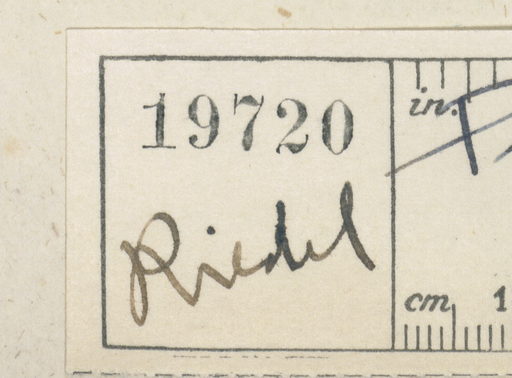 19720
Riedel
in.
cm 1